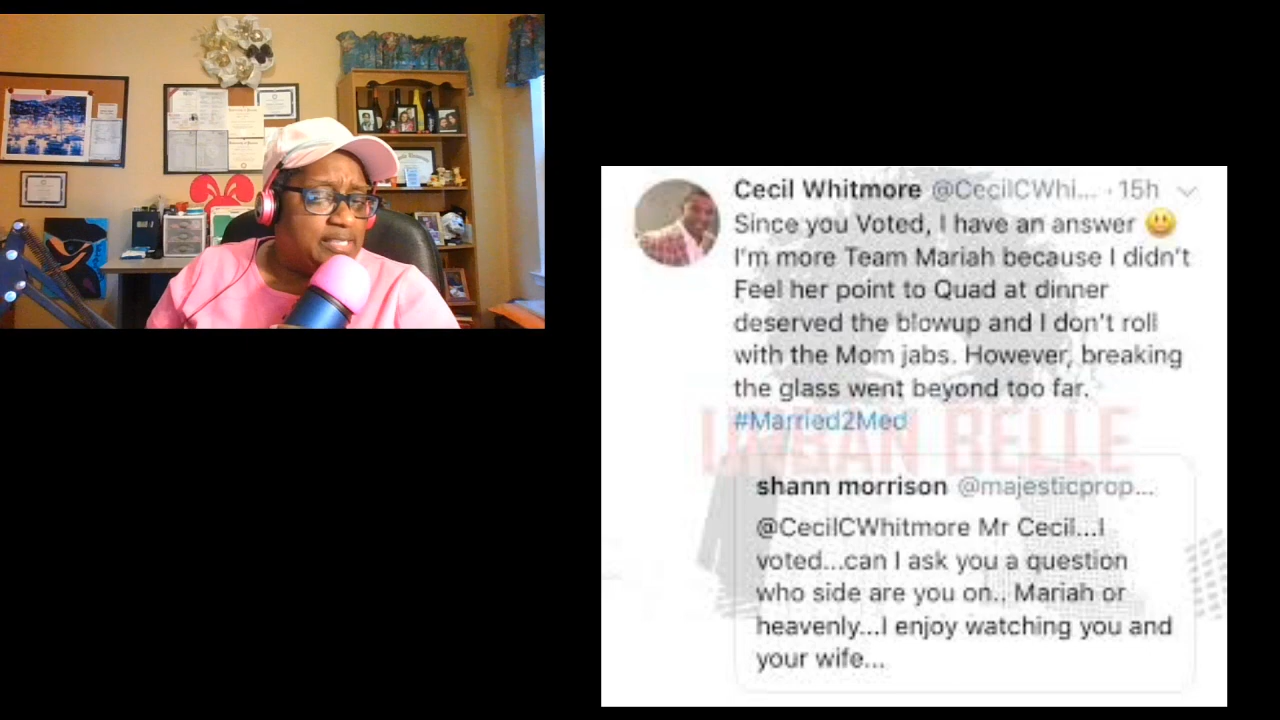 Cecil Whitmore @CecilCWhi... · 15h
Since you Voted, I have an answer 😃
I'm more Team Mariah because I didn't
Feel her point to Quad at dinner
deserved the blowup and I don't roll
with the Mom jabs. However, breaking
the glass went beyond too far.
#Married2Med
URBAN BELLE
shann morrison @majesticprop...
@CecilCWhitmore Mr Cecil...I
voted...can I ask you a question
who side are you on.. Mariah or
heavenly...I enjoy watching you and
your wife...